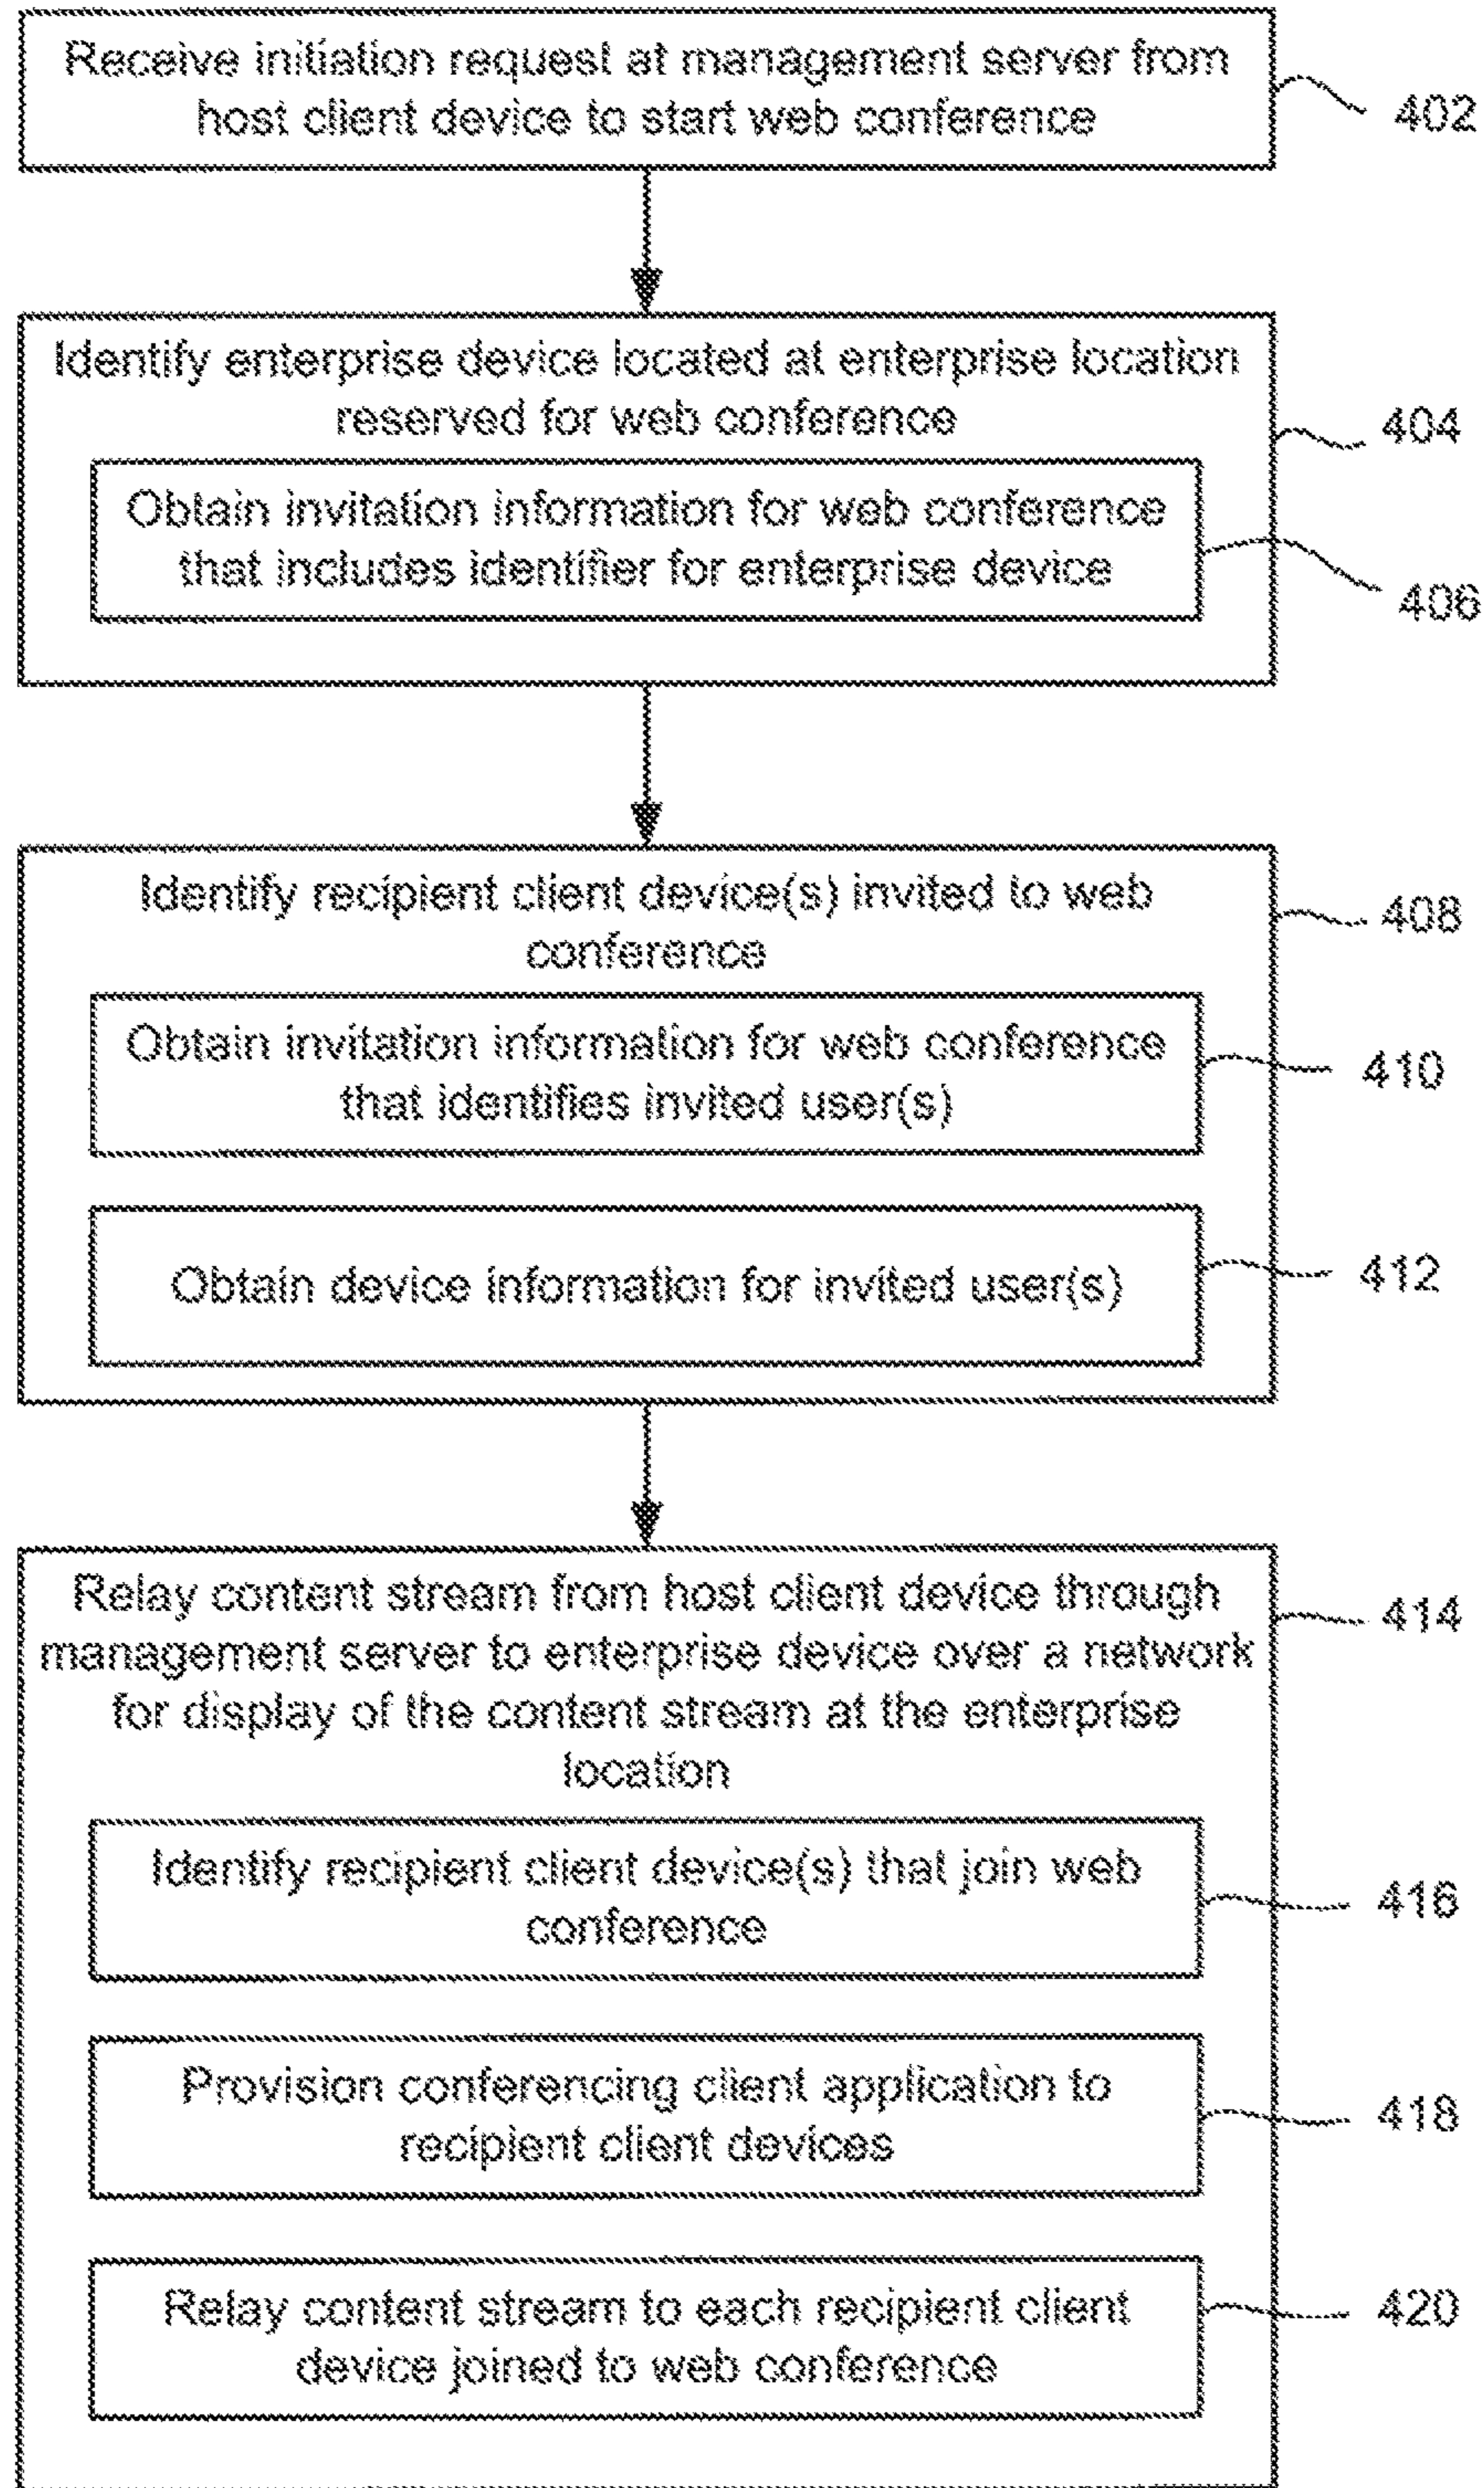 Receive initiation request at management server from
host client device to start web conference
402
Identify enterprise device located at enterprise location
reserved for web conference
404
Obtain invitation information for web conference
that includes identifier for enterprise device
406
Identify recipient client device(s) invited to web
conference
408
Obtain invitation information for web conference
that identifies invited user(s)
410
Obtain device information for invited user(s)
412
Relay content stream from host client device through
management server to enterprise device over a network
for display of the content stream at the enterprise
location
414
Identify recipient client device(s) that join web
conference
416
Provision conferencing client application to
recipient client devices
418
Relay content stream to each recipient client
device joined to web conference
420